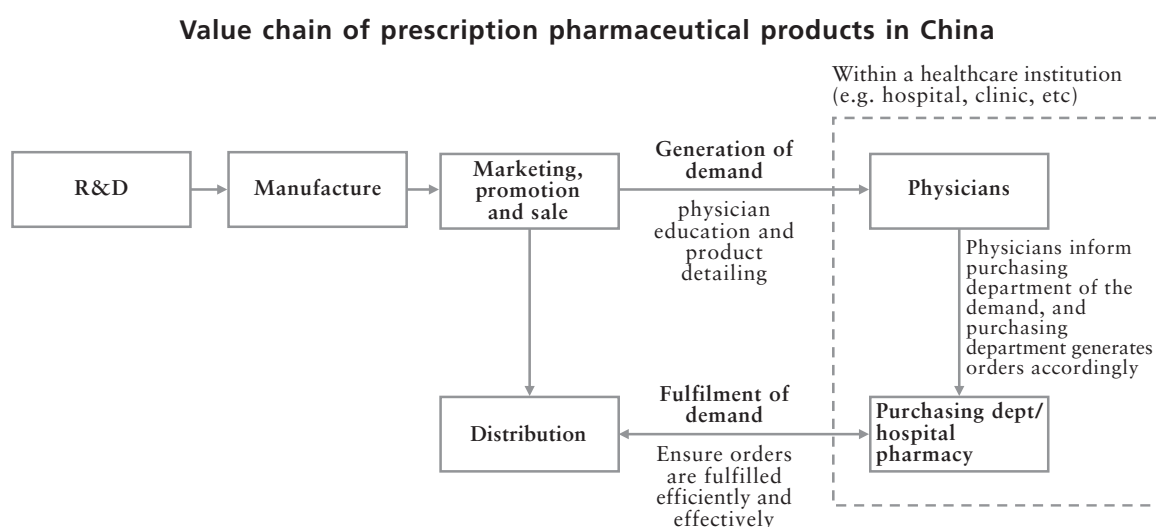 Value chain of prescription pharmaceutical products in China
Within a healthcare institution
(e.g. hospital, clinic, etc)
R&D
Manufacture
Marketing,
promotion
and sale
Generation of
demand
physician
education and
product
detailing
Physicians
Physicians inform
purchasing
department of the
demand, and
purchasing
department generates
orders accordingly
Distribution
Fulfilment of
demand
Ensure orders
are fulfilled
efficiently and
effectively
Purchasing dept/
hospital
pharmacy